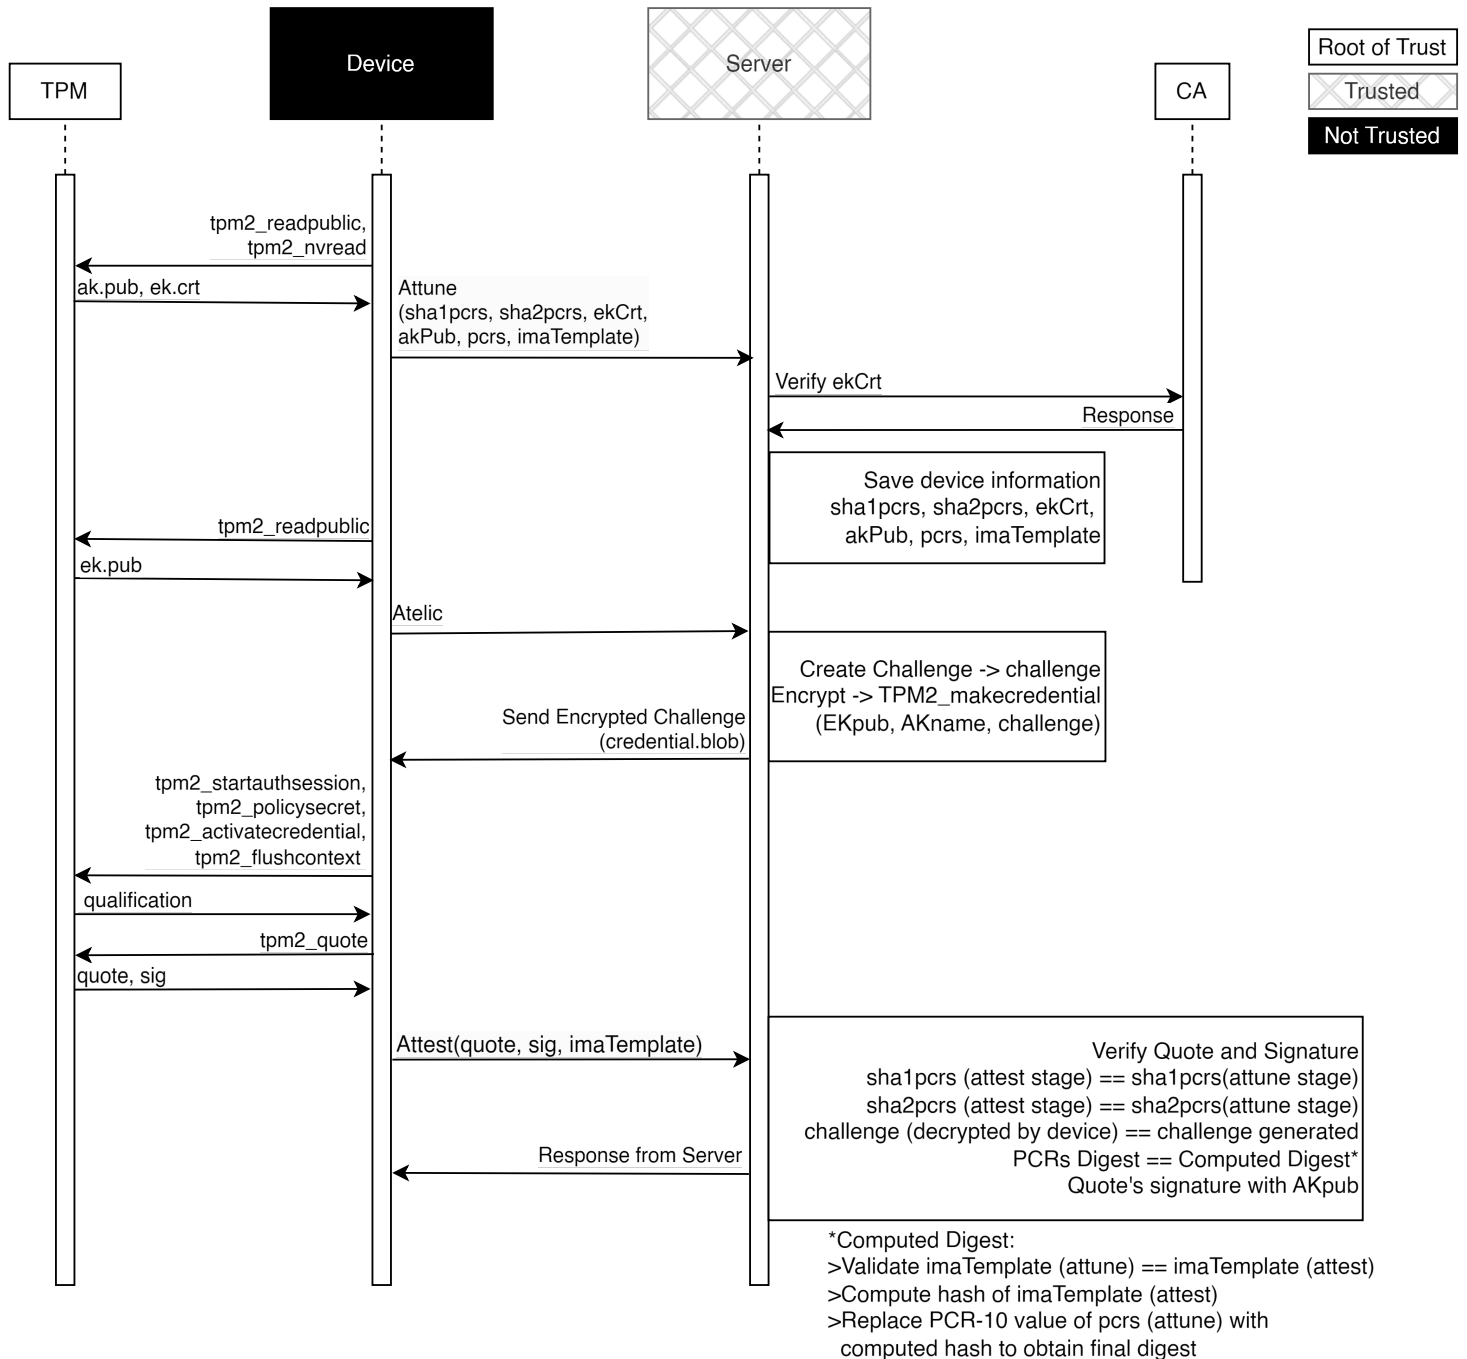 TPM
Device
Server
CA
Root of Trust
Trusted
Not Trusted
tpm2_readpublic,
tpm2_nvread
ak.pub, ek.crt
Attune
(sha1pcrs, sha2pcrs, ekCrt,
akPub, pcrs, imaTemplate)
Verify ekCrt
Response
Save device information
sha1pcrs, sha2pcrs, ekCrt,
akPub, pcrs, imaTemplate
tpm2_readpublic
ek.pub
Atelic
Create Challenge -> challenge
Encrypt -> TPM2_makecredential
(EKpub, AKname, challenge)
Send Encrypted Challenge
(credential.blob)
tpm2_startauthsession,
tpm2_policysecret,
tpm2_activatecredential,
tpm2_flushcontext
qualification
tpm2_quote
quote, sig
Attest(quote, sig, imaTemplate)
Verify Quote and Signature
sha1pcrs (attest stage) == sha1pcrs(attune stage)
sha2pcrs (attest stage) == sha2pcrs(attune stage)
challenge (decrypted by device) == challenge generated
PCRs Digest == Computed Digest*
Quote's signature with AKpub
Response from Server
*Computed Digest:
>Validate imaTemplate (attune) == imaTemplate (attest)
>Compute hash of imaTemplate (attest)
>Replace PCR-10 value of pcrs (attune) with
computed hash to obtain final digest